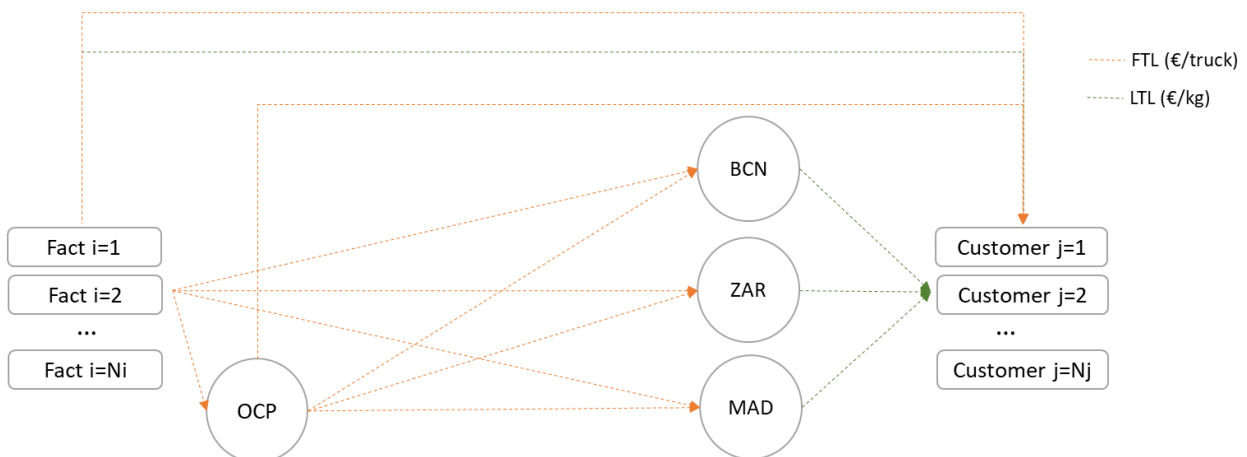 FTL (€/truck)
LTL (€/kg)
BCN
Fact i=1
Customer j=1
Fact i=2
ZAR
Customer j=2
...
...
Fact i=Ni
Customer j=Nj
OCP
MAD